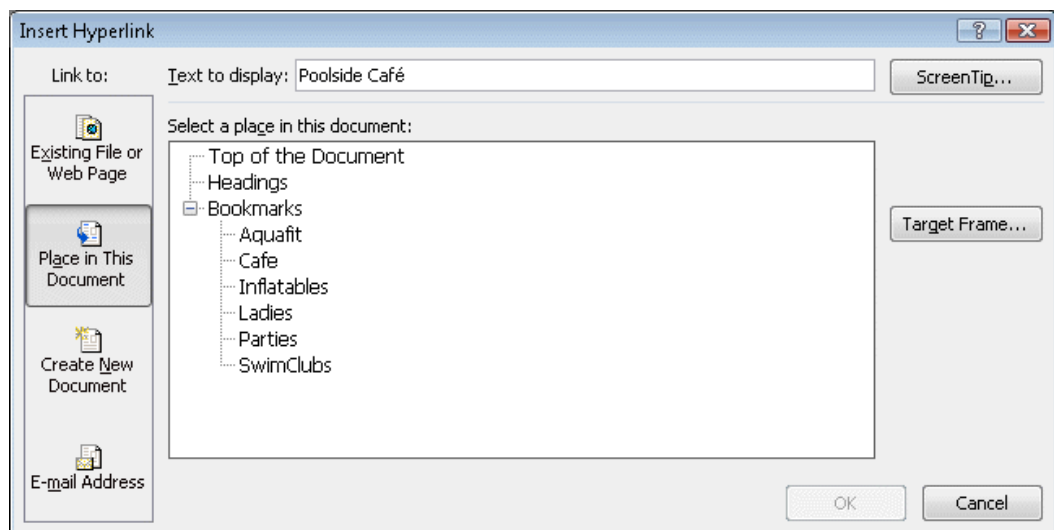 Insert Hyperlink
Link to:
Text to display: Poolside Café
ScreenTip...
Existing File or
Web Page
Place in This
Document
Create New
Document
E-mail Address
Select a place in this document:
Top of the Document
Headings
Bookmarks
Aquafit
Cafe
Inflatables
Ladies
Parties
SwimClubs
Target Frame...
OK
Cancel